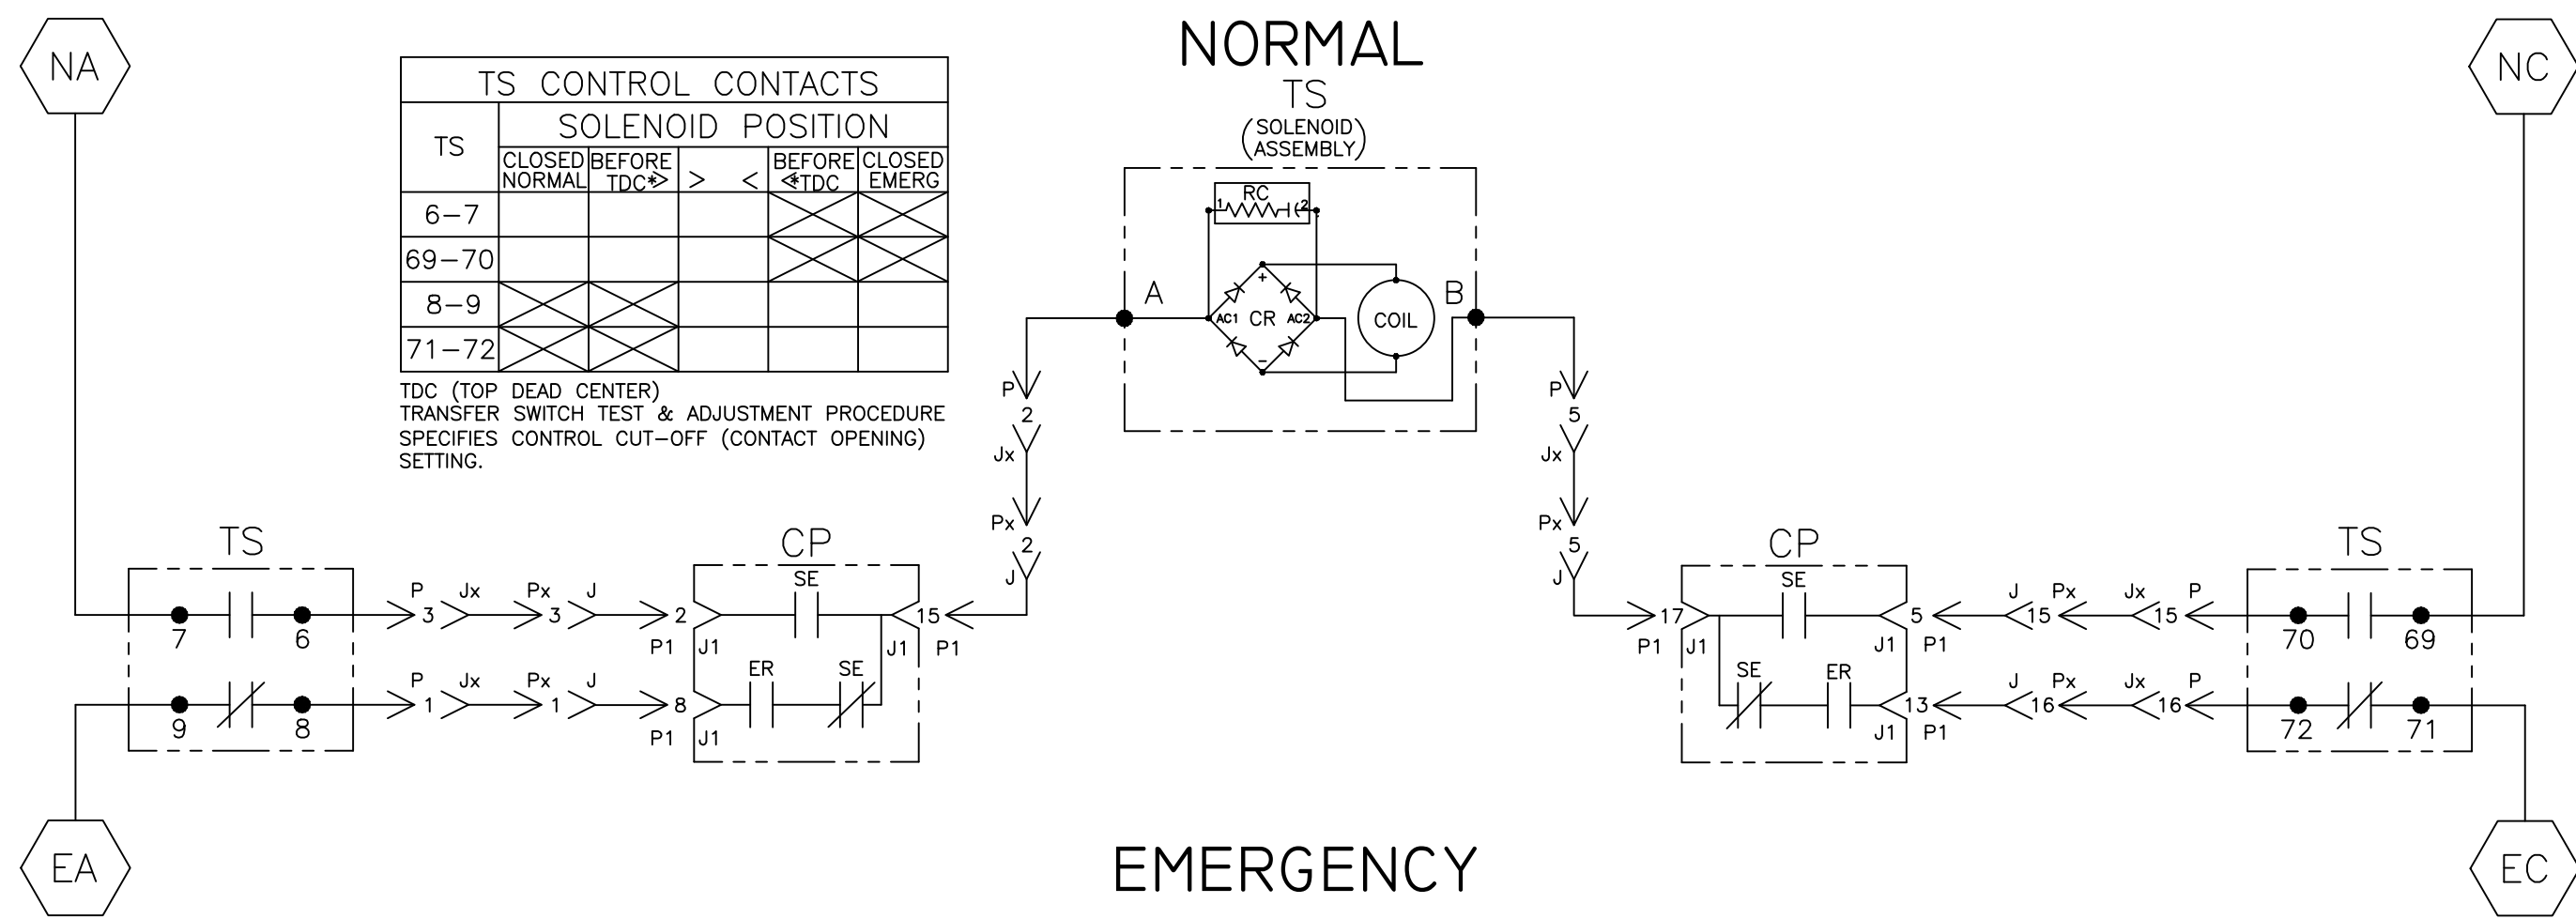 NORMAL
NA
NC
TS CONTROL CONTACTS
TS
SOLENOID POSITION
CLOSED NORMAL
BEFORE TDC*>
> <
BEFORE <*TDC
CLOSED EMERG
6-7
69-70
8-9
71-72
TDC (TOP DEAD CENTER)
TRANSFER SWITCH TEST & ADJUSTMENT PROCEDURE
SPECIFIES CONTROL CUT-OFF (CONTACT OPENING)
SETTING.
TS
(SOLENOID
ASSEMBLY)
RC
1 2
A
B
+
AC1 CR AC2
COIL
-
P
2
Jx
Px
2
J
P
5
Jx
Px
5
J
TS
7 6
9 8
P Jx Px J
3 3 2
P1 J1
P Jx Px J
1 1 8
P1 J1
CP
SE
15
J1 P1
ER SE
CP
SE
17
P1 J1
5
J1 P1
SE ER
13
J1 P1
J Px Jx P
15 15
J Px Jx P
16 16
TS
70 69
72 71
EA
EMERGENCY
EC